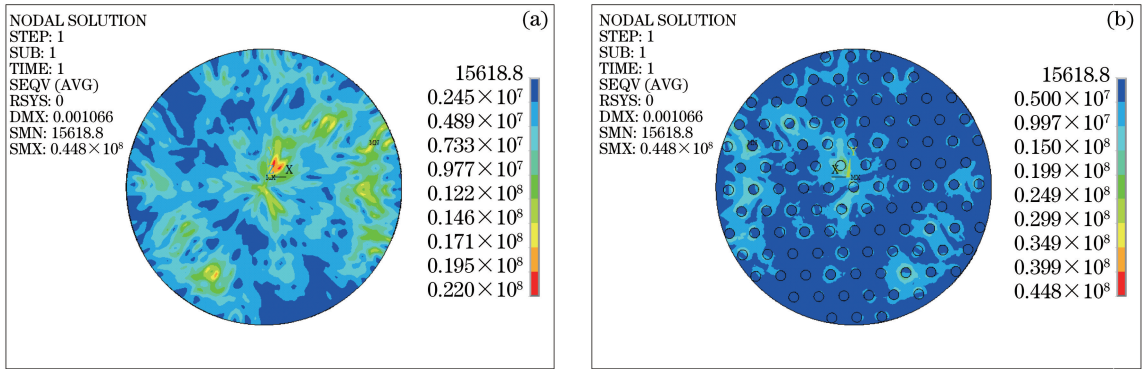 NODAL SOLUTION
STEP: 1
SUB: 1
TIME: 1
SEQV (AVG)
RSYS: 0
DMX: 0.001066
SMN: 15618.8
SMX: 0.448×10⁸
(a)
X
15618.8
0.245×10⁷
0.489×10⁷
0.733×10⁷
0.977×10⁷
0.122×10⁸
0.146×10⁸
0.171×10⁸
0.195×10⁸
0.220×10⁸
NODAL SOLUTION
STEP: 1
SUB: 1
TIME: 1
SEQV (AVG)
RSYS: 0
DMX: 0.001066
SMN: 15618.8
SMX: 0.448×10⁸
(b)
X
15618.8
0.500×10⁷
0.997×10⁷
0.150×10⁸
0.199×10⁸
0.249×10⁸
0.299×10⁸
0.349×10⁸
0.399×10⁸
0.448×10⁸